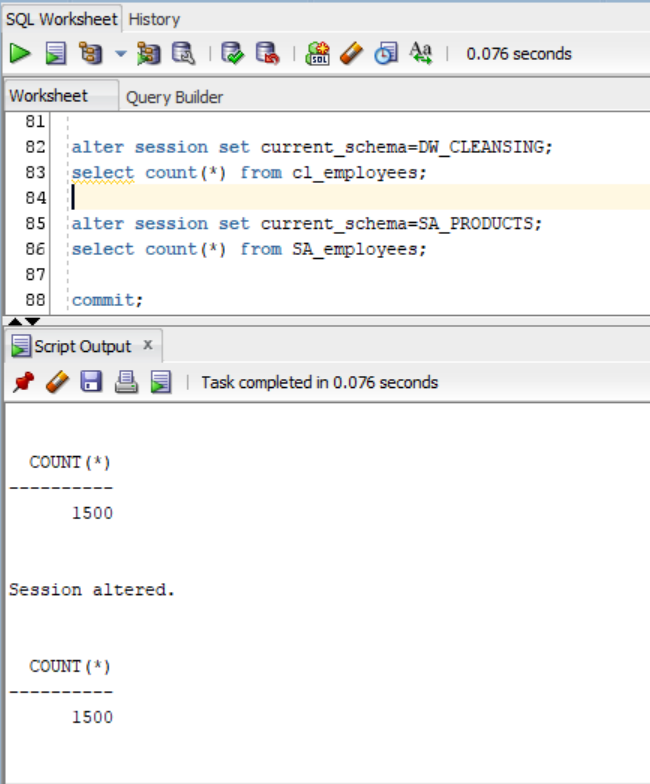 SQL Worksheet History
0.076 seconds
Worksheet Query Builder
81
82 alter session set current_schema=DW_CLEANSING;
83 select count(*) from cl_employees;
84
85 alter session set current_schema=SA_PRODUCTS;
86 select count(*) from SA_employees;
87
88 commit;
Script Output x
Task completed in 0.076 seconds
COUNT(*)
----------
1500
Session altered.
COUNT(*)
----------
1500